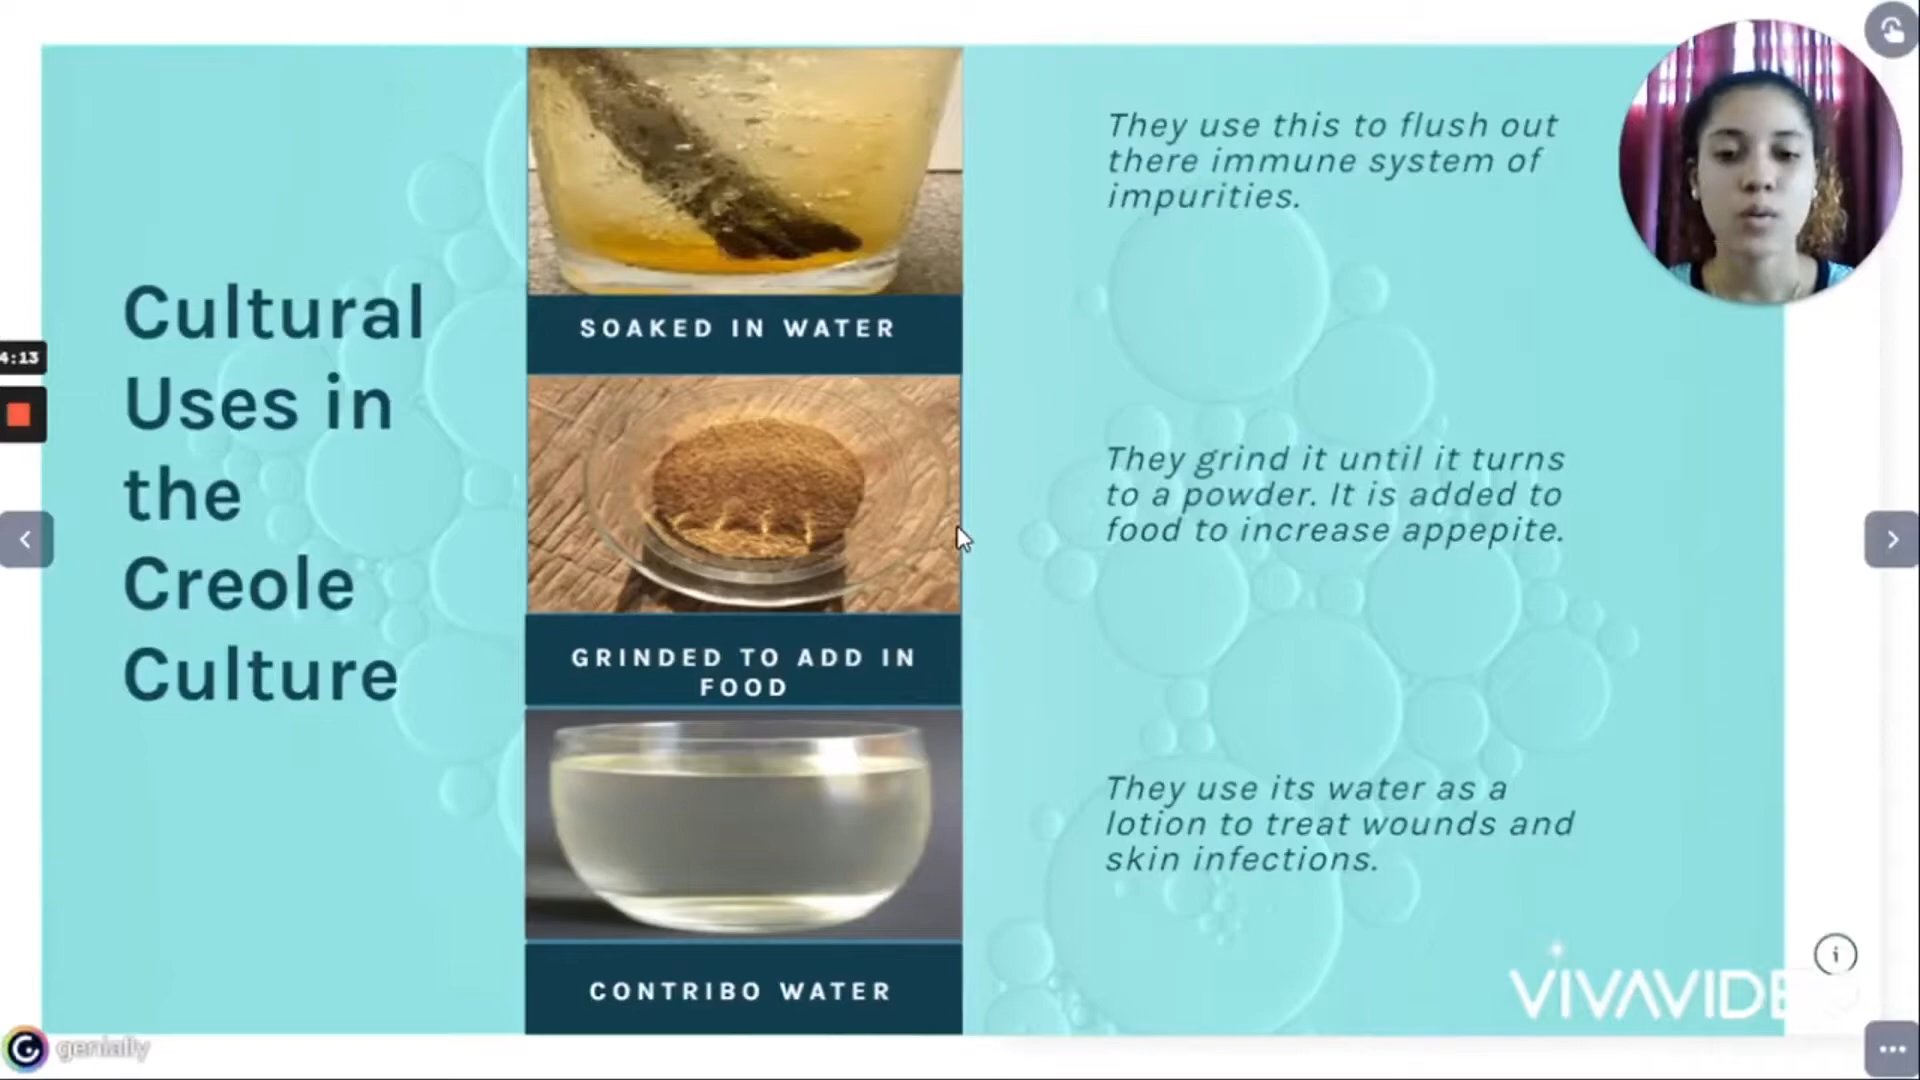 Cultural
Uses in
the
Creole
Culture
SOAKED IN WATER
They use this to flush out
there immune system of
impurities.
GRINDED TO ADD IN
FOOD
They grind it until it turns
to a powder. It is added to
food to increase appepite.
CONTRIBO WATER
They use its water as a
lotion to treat wounds and
skin infections.
4:13
i
VIVAVIDE
genially